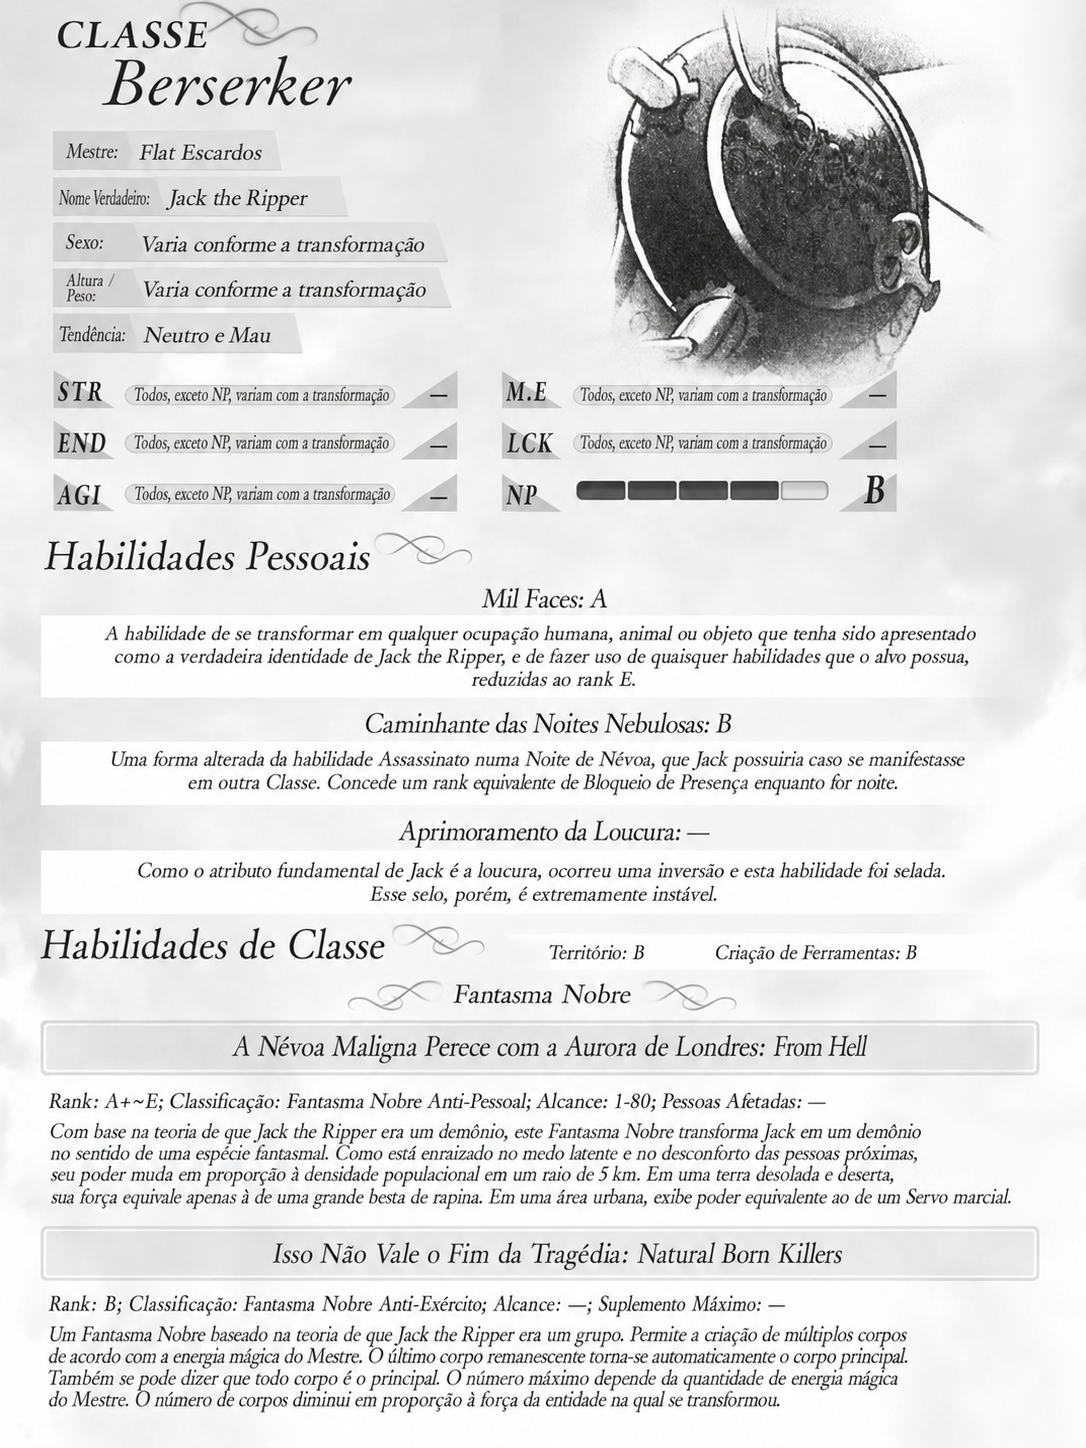 CLASSE
Berserker
Mestre: Flat Escardos
Nome Verdadeiro: Jack the Ripper
Sexo: Varia conforme a transformação
Altura / Peso: Varia conforme a transformação
Tendência: Neutro e Mau
STR Todos, exceto NP, variam com a transformação —
M.E Todos, exceto NP, variam com a transformação —
END Todos, exceto NP, variam com a transformação —
LCK Todos, exceto NP, variam com a transformação —
AGI Todos, exceto NP, variam com a transformação —
NP B
Habilidades Pessoais
Mil Faces: A
A habilidade de se transformar em qualquer ocupação humana, animal ou objeto que tenha sido apresentado
como a verdadeira identidade de Jack the Ripper, e de fazer uso de quaisquer habilidades que o alvo possua,
reduzidas ao rank E.
Caminhante das Noites Nebulosas: B
Uma forma alterada da habilidade Assassinato numa Noite de Névoa, que Jack possuiria caso se manifestasse
em outra Classe. Concede um rank equivalente de Bloqueio de Presença enquanto for noite.
Aprimoramento da Loucura: —
Como o atributo fundamental de Jack é a loucura, ocorreu uma inversão e esta habilidade foi selada.
Esse selo, porém, é extremamente instável.
Habilidades de Classe
Território: B
Criação de Ferramentas: B
Fantasma Nobre
A Névoa Maligna Perece com a Aurora de Londres: From Hell
Rank: A+~E; Classificação: Fantasma Nobre Anti-Pessoal; Alcance: 1-80; Pessoas Afetadas: —
Com base na teoria de que Jack the Ripper era um demônio, este Fantasma Nobre transforma Jack em um demônio
no sentido de uma espécie fantasmal. Como está enraizado no medo latente e no desconforto das pessoas próximas,
seu poder muda em proporção à densidade populacional em um raio de 5 km. Em uma terra desolada e deserta,
sua força equivale apenas à de uma grande besta de rapina. Em uma área urbana, exibe poder equivalente ao de um Servo marcial.
Isso Não Vale o Fim da Tragédia: Natural Born Killers
Rank: B; Classificação: Fantasma Nobre Anti-Exército; Alcance: —; Suplemento Máximo: —
Um Fantasma Nobre baseado na teoria de que Jack the Ripper era um grupo. Permite a criação de múltiplos corpos
de acordo com a energia mágica do Mestre. O último corpo remanescente torna-se automaticamente o corpo principal.
Também se pode dizer que todo corpo é o principal. O número máximo depende da quantidade de energia mágica
do Mestre. O número de corpos diminui em proporção à força da entidade na qual se transformou.